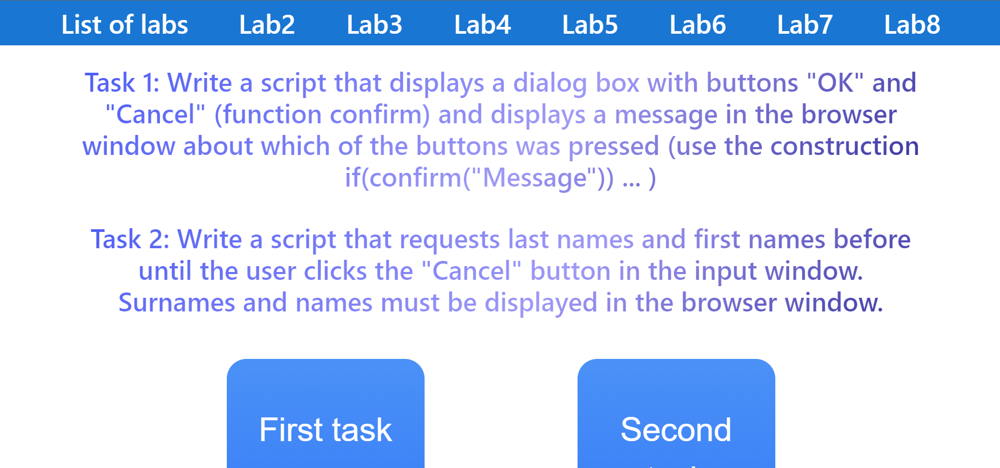 List of labs Lab2 Lab3 Lab4 Lab5 Lab6 Lab7 Lab8
Task 1: Write a script that displays a dialog box with buttons "OK" and
"Cancel" (function confirm) and displays a message in the browser
window about which of the buttons was pressed (use the construction
if(confirm("Message")) ... )
Task 2: Write a script that requests last names and first names before
until the user clicks the "Cancel" button in the input window.
Surnames and names must be displayed in the browser window.
First task
Second